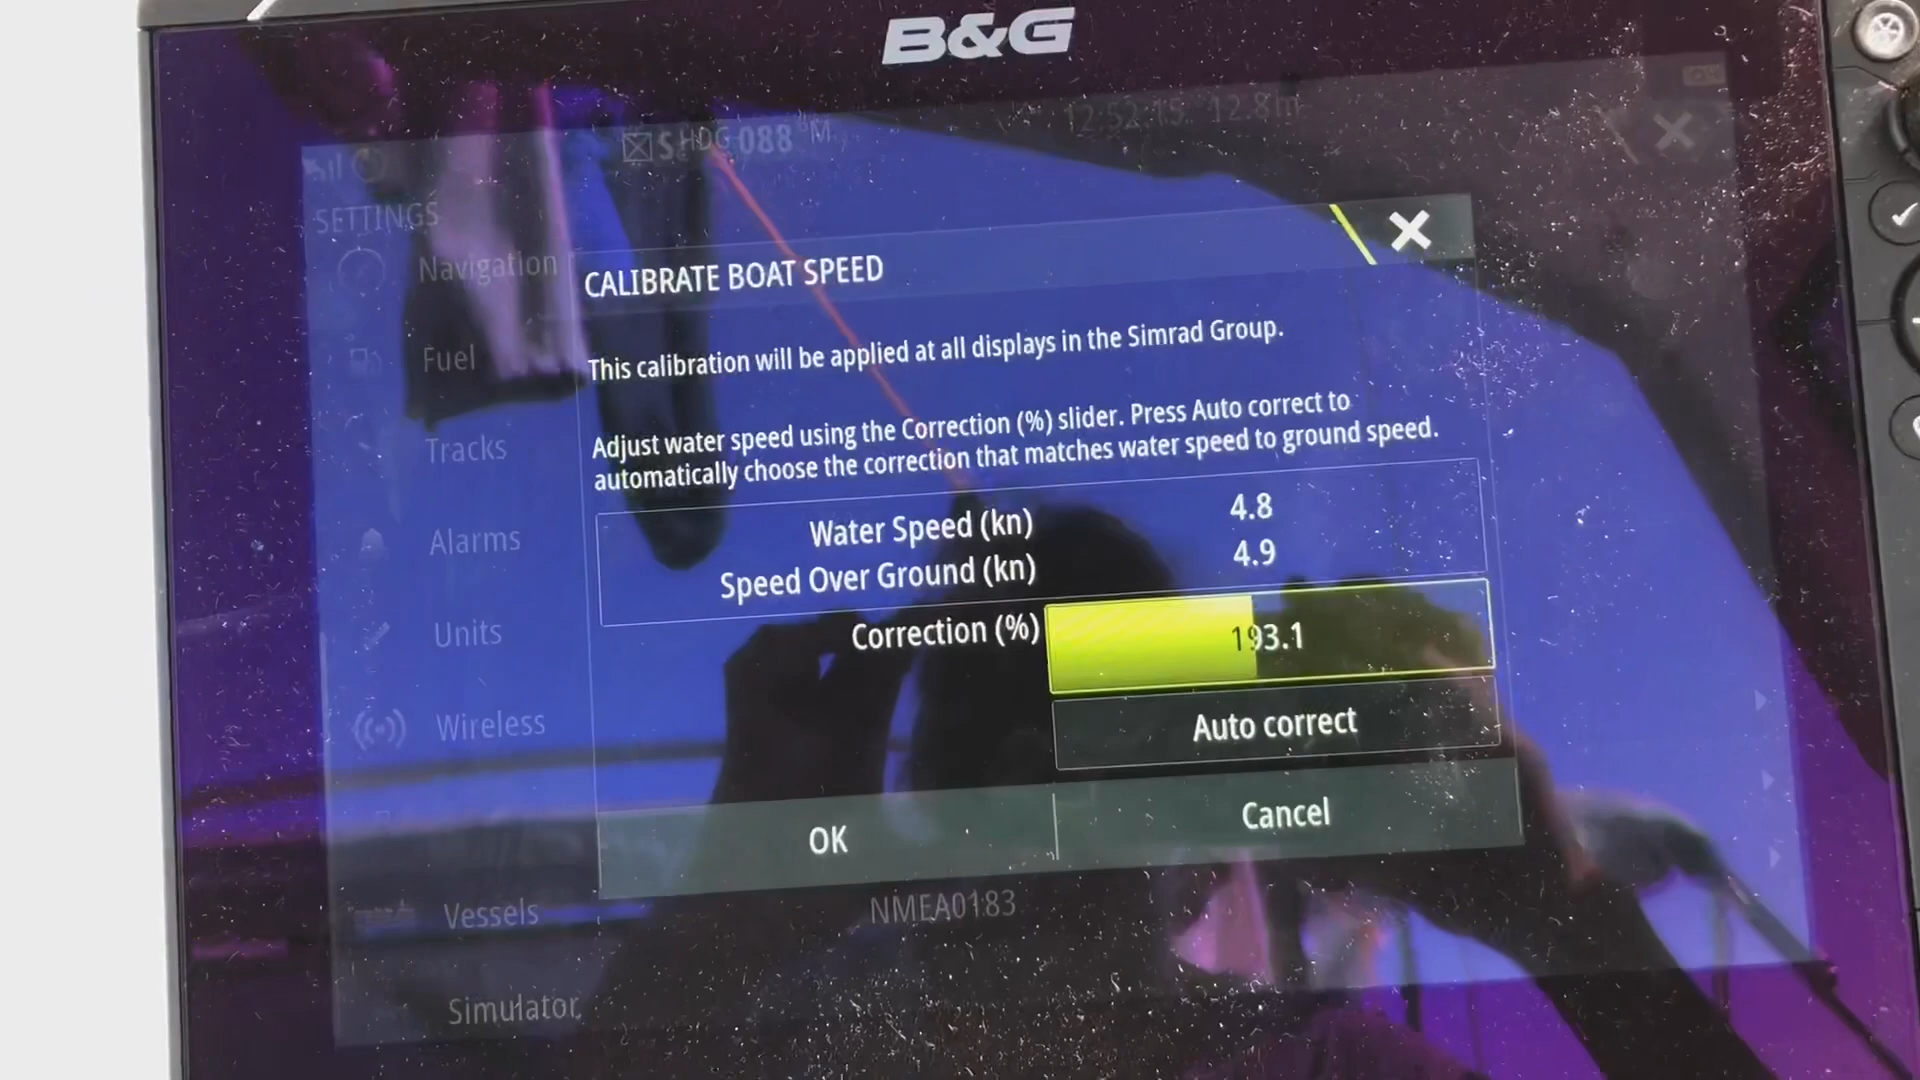 B&G
S HDG 088 °M
12:52:15 12.8m
SETTINGS
Navigation
Fuel
Tracks
Alarms
Units
Wireless
Vessels
Simulator
CALIBRATE BOAT SPEED
This calibration will be applied at all displays in the Simrad Group.
Adjust water speed using the Correction (%) slider. Press Auto correct to
automatically choose the correction that matches water speed to ground speed.
Water Speed (kn) 4.8
Speed Over Ground (kn) 4.9
Correction (%) 193.1
Auto correct
OK
Cancel
NMEA0183